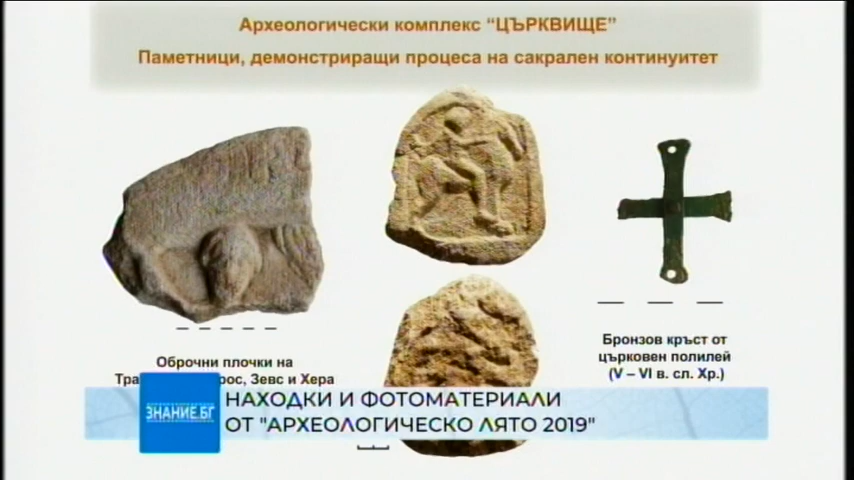 Археологически комплекс “ЦЪРКВИЩЕ”
Паметници, демонстриращи процеса на сакрален континуитет
Бронзов кръст от
църковен полилей
(V – VI в. сл. Хр.)
Оброчни плочки на
Зевс и Хера
ЗНАНИЕ.БГ
НАХОДКИ И ФОТОМАТЕРИАЛИ
ОТ "АРХЕОЛОГИЧЕСКО ЛЯТО 2019"